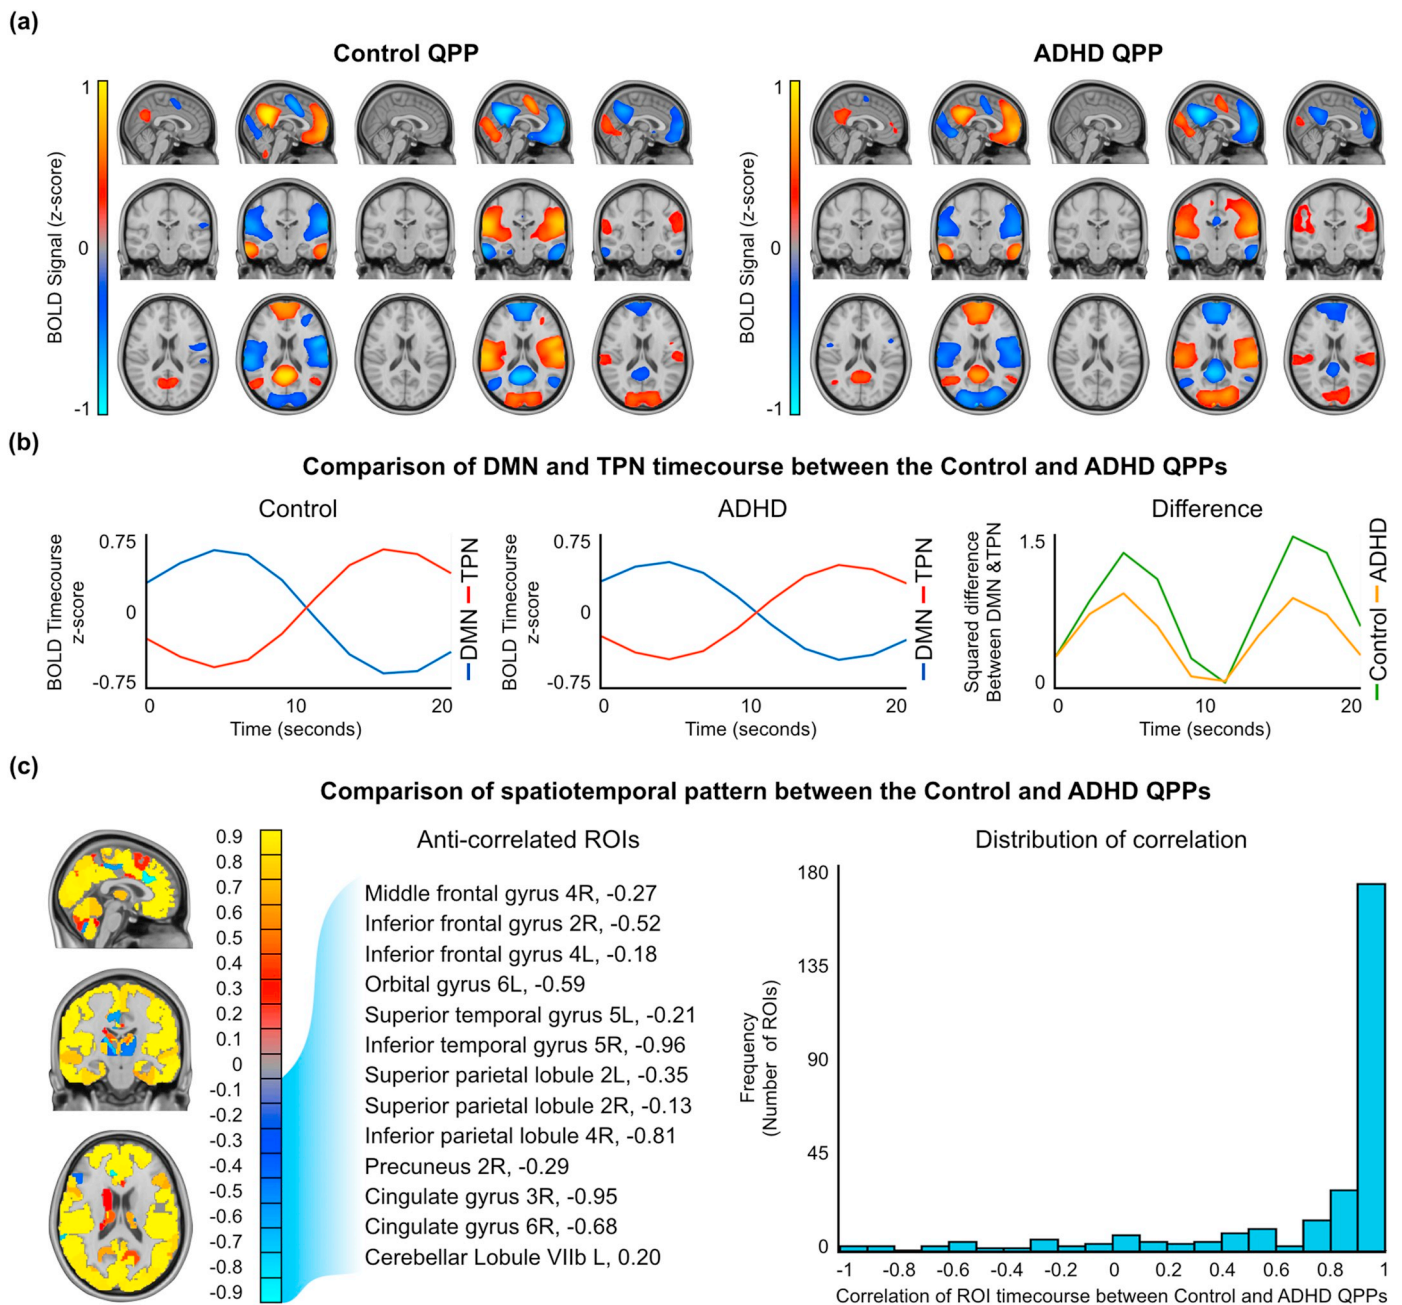 (a)
Control QPP
ADHD QPP
1
0
-1
BOLD Signal (z-score)
1
0
-1
BOLD Signal (z-score)
(b)
Comparison of DMN and TPN timecourse between the Control and ADHD QPPs
Control
BOLD Timecourse
z-score
0.75
0
-0.75
0
10
20
Time (seconds)
DMN
TPN
ADHD
BOLD Timecourse
z-score
0.75
0
-0.75
0
10
20
Time (seconds)
DMN
TPN
Difference
Squared difference
Between DMN &TPN
1.5
0
0
10
20
Time (seconds)
Control
ADHD
(c)
Comparison of spatiotemporal pattern between the Control and ADHD QPPs
0.9
0.8
0.7
0.6
0.5
0.4
0.3
0.2
0.1
0
-0.1
-0.2
-0.3
-0.4
-0.5
-0.6
-0.7
-0.8
-0.9
Anti-correlated ROIs
Middle frontal gyrus 4R, -0.27
Inferior frontal gyrus 2R, -0.52
Inferior frontal gyrus 4L, -0.18
Orbital gyrus 6L, -0.59
Superior temporal gyrus 5L, -0.21
Inferior temporal gyrus 5R, -0.96
Superior parietal lobule 2L, -0.35
Superior parietal lobule 2R, -0.13
Inferior parietal lobule 4R, -0.81
Precuneus 2R, -0.29
Cingulate gyrus 3R, -0.95
Cingulate gyrus 6R, -0.68
Cerebellar Lobule VIIb L, 0.20
Distribution of correlation
Frequency
(Number of ROIs)
180
135
90
45
0
-1
-0.8
-0.6
-0.4
-0.2
0
0.2
0.4
0.6
0.8
1
Correlation of ROI timecourse between Control and ADHD QPPs